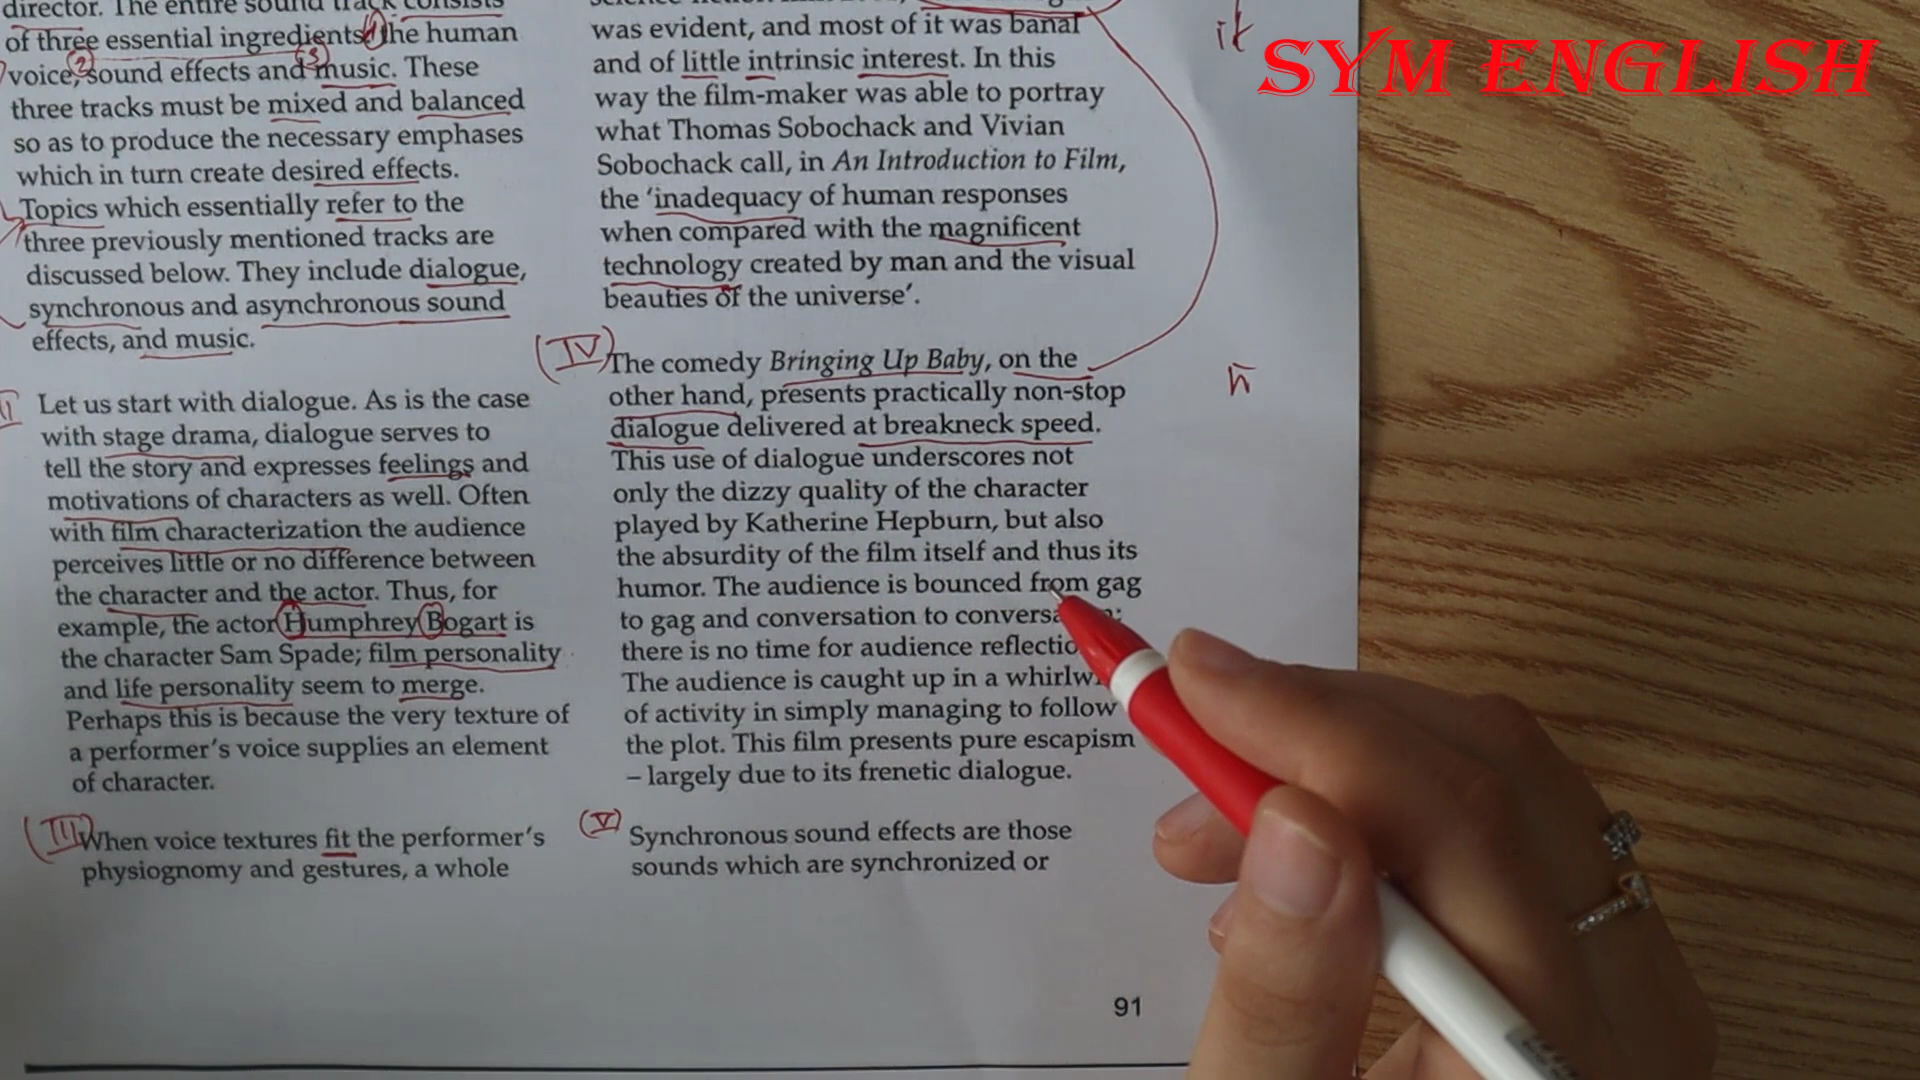 director. The entire sound track consists
of three essential ingredients the human
voice, sound effects and music. These
three tracks must be mixed and balanced
so as to produce the necessary emphases
which in turn create desired effects.
Topics which essentially refer to the
three previously mentioned tracks are
discussed below. They include dialogue,
synchronous and asynchronous sound
effects, and music.
Let us start with dialogue. As is the case
with stage drama, dialogue serves to
tell the story and expresses feelings and
motivations of characters as well. Often
with film characterization the audience
perceives little or no difference between
the character and the actor. Thus, for
example, the actor Humphrey Bogart is
the character Sam Spade; film personality
and life personality seem to merge.
Perhaps this is because the very texture of
a performer's voice supplies an element
of character.
III When voice textures fit the performer's
physiognomy and gestures, a whole
was evident, and most of it was banal
and of little intrinsic interest. In this
way the film-maker was able to portray
what Thomas Sobochack and Vivian
Sobochack call, in An Introduction to Film,
the 'inadequacy of human responses
when compared with the magnificent
technology created by man and the visual
beauties of the universe'.
IV The comedy Bringing Up Baby, on the
other hand, presents practically non-stop
dialogue delivered at breakneck speed.
This use of dialogue underscores not
only the dizzy quality of the character
played by Katherine Hepburn, but also
the absurdity of the film itself and thus its
humor. The audience is bounced from gag
to gag and conversation to
there is no time for audience
The audience is caught up in a
of activity in simply managing to follow
the plot. This film presents pure escapism
– largely due to its frenetic dialogue.
V Synchronous sound effects are those
sounds which are synchronized or
91
it
SYM ENGLISH